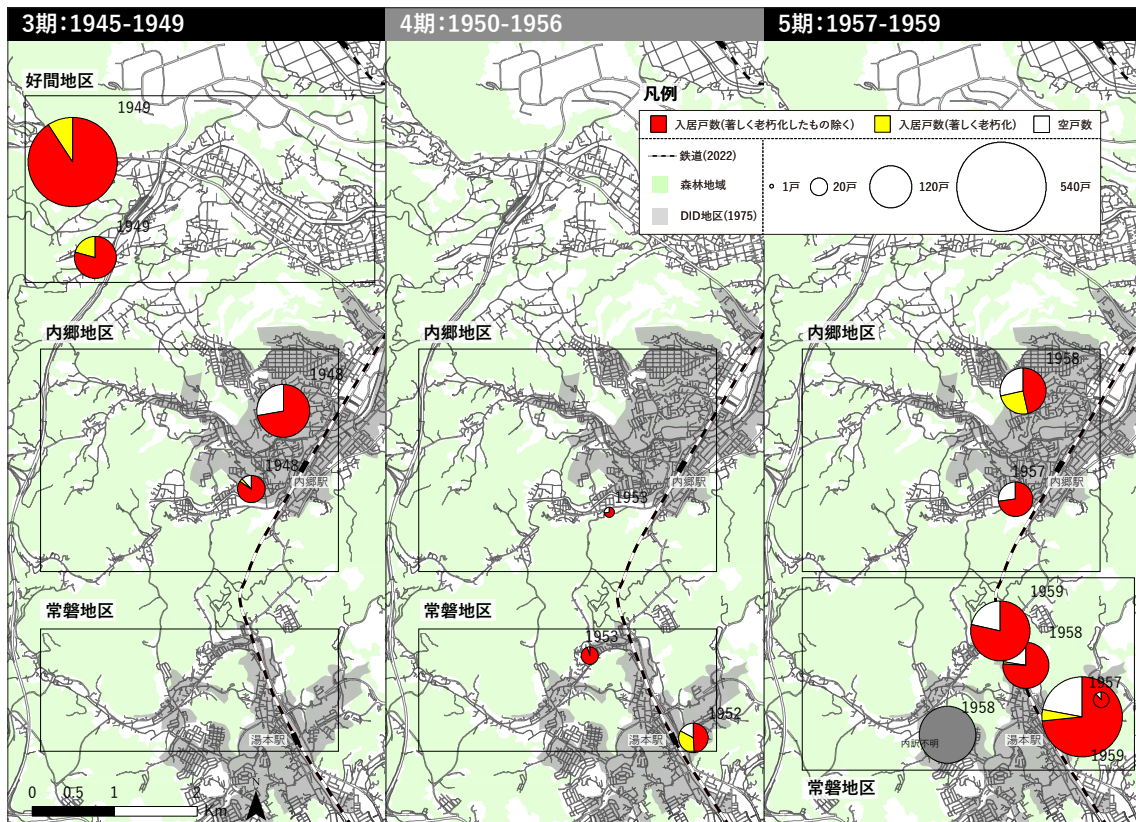 3期：1945-1949
4期：1950-1956
5期：1957-1959
好間地区
1949
1949
内郷地区
1948
1948
内郷駅
常磐地区
湯本駅
0 0.5 1 2
Km
N
内郷地区
1953
内郷駅
常磐地区
1953
1952
湯本駅
凡例
入居戸数(著しく老朽化したもの除く)
入居戸数(著しく老朽化)
空戸数
鉄道(2022)
森林地域
DID地区(1975)
1戸
20戸
120戸
540戸
内郷地区
1958
1957
内郷駅
1959
1958
1957
1958
内訳不明
湯本駅
1959
常磐地区